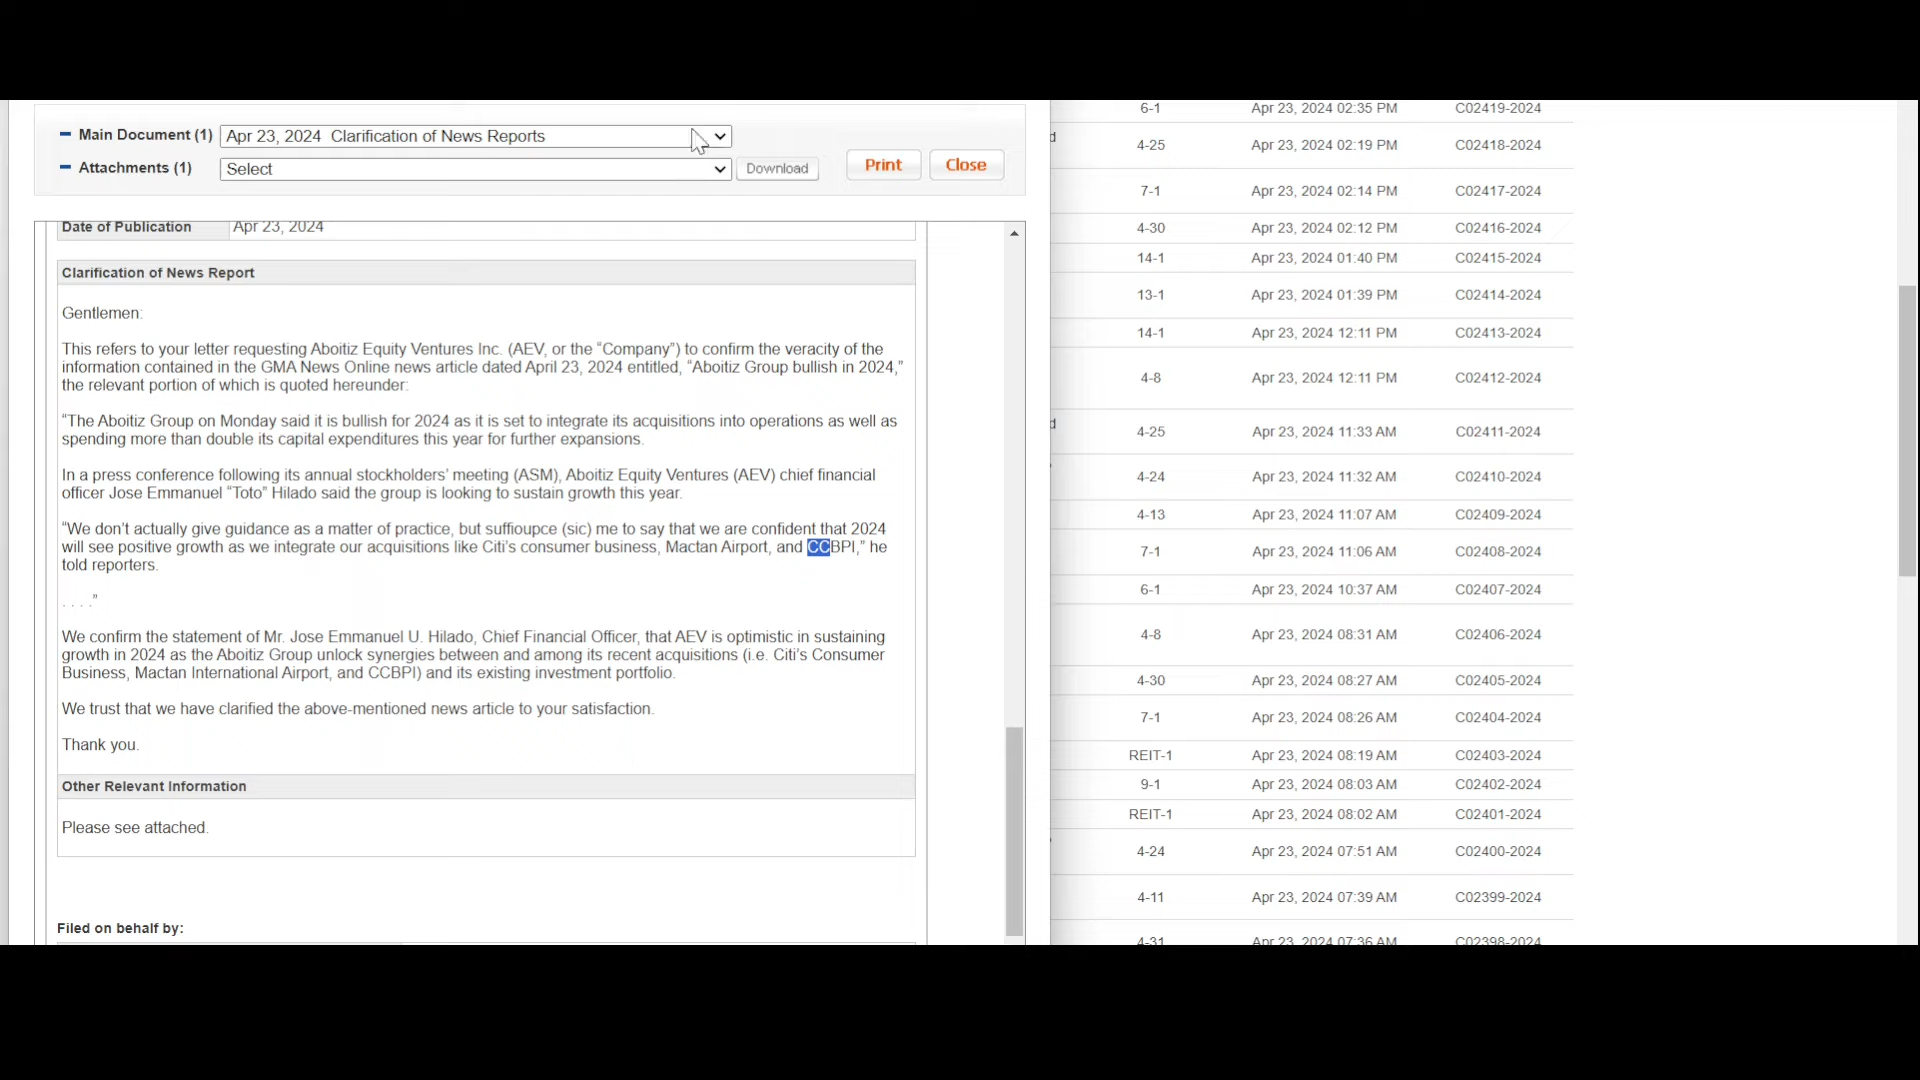 Main Document (1) Apr 23, 2024 Clarification of News Reports
Attachments (1) Select Download Print Close
Date of Publication Apr 23, 2024
Clarification of News Report
Gentlemen:
This refers to your letter requesting Aboitiz Equity Ventures Inc. (AEV, or the “Company”) to confirm the veracity of the
information contained in the GMA News Online news article dated April 23, 2024 entitled, “Aboitiz Group bullish in 2024,”
the relevant portion of which is quoted hereunder:
“The Aboitiz Group on Monday said it is bullish for 2024 as it is set to integrate its acquisitions into operations as well as
spending more than double its capital expenditures this year for further expansions.
In a press conference following its annual stockholders’ meeting (ASM), Aboitiz Equity Ventures (AEV) chief financial
officer Jose Emmanuel “Toto” Hilado said the group is looking to sustain growth this year.
“We don’t actually give guidance as a matter of practice, but suffioupce (sic) me to say that we are confident that 2024
will see positive growth as we integrate our acquisitions like Citi’s consumer business, Mactan Airport, and CCBPI,” he
told reporters.
. . . .”
We confirm the statement of Mr. Jose Emmanuel U. Hilado, Chief Financial Officer, that AEV is optimistic in sustaining
growth in 2024 as the Aboitiz Group unlock synergies between and among its recent acquisitions (i.e. Citi’s Consumer
Business, Mactan International Airport, and CCBPI) and its existing investment portfolio.
We trust that we have clarified the above-mentioned news article to your satisfaction.
Thank you.
Other Relevant Information
Please see attached.
Filed on behalf by:
6-1 Apr 23, 2024 02:35 PM C02419-2024
d 4-25 Apr 23, 2024 02:19 PM C02418-2024
7-1 Apr 23, 2024 02:14 PM C02417-2024
4-30 Apr 23, 2024 02:12 PM C02416-2024
14-1 Apr 23, 2024 01:40 PM C02415-2024
13-1 Apr 23, 2024 01:39 PM C02414-2024
14-1 Apr 23, 2024 12:11 PM C02413-2024
4-8 Apr 23, 2024 12:11 PM C02412-2024
d 4-25 Apr 23, 2024 11:33 AM C02411-2024
4-24 Apr 23, 2024 11:32 AM C02410-2024
4-13 Apr 23, 2024 11:07 AM C02409-2024
7-1 Apr 23, 2024 11:06 AM C02408-2024
6-1 Apr 23, 2024 10:37 AM C02407-2024
4-8 Apr 23, 2024 08:31 AM C02406-2024
4-30 Apr 23, 2024 08:27 AM C02405-2024
7-1 Apr 23, 2024 08:26 AM C02404-2024
REIT-1 Apr 23, 2024 08:19 AM C02403-2024
9-1 Apr 23, 2024 08:03 AM C02402-2024
REIT-1 Apr 23, 2024 08:02 AM C02401-2024
4-24 Apr 23, 2024 07:51 AM C02400-2024
4-11 Apr 23, 2024 07:39 AM C02399-2024
4-31 Apr 23, 2024 07:36 AM C02398-2024